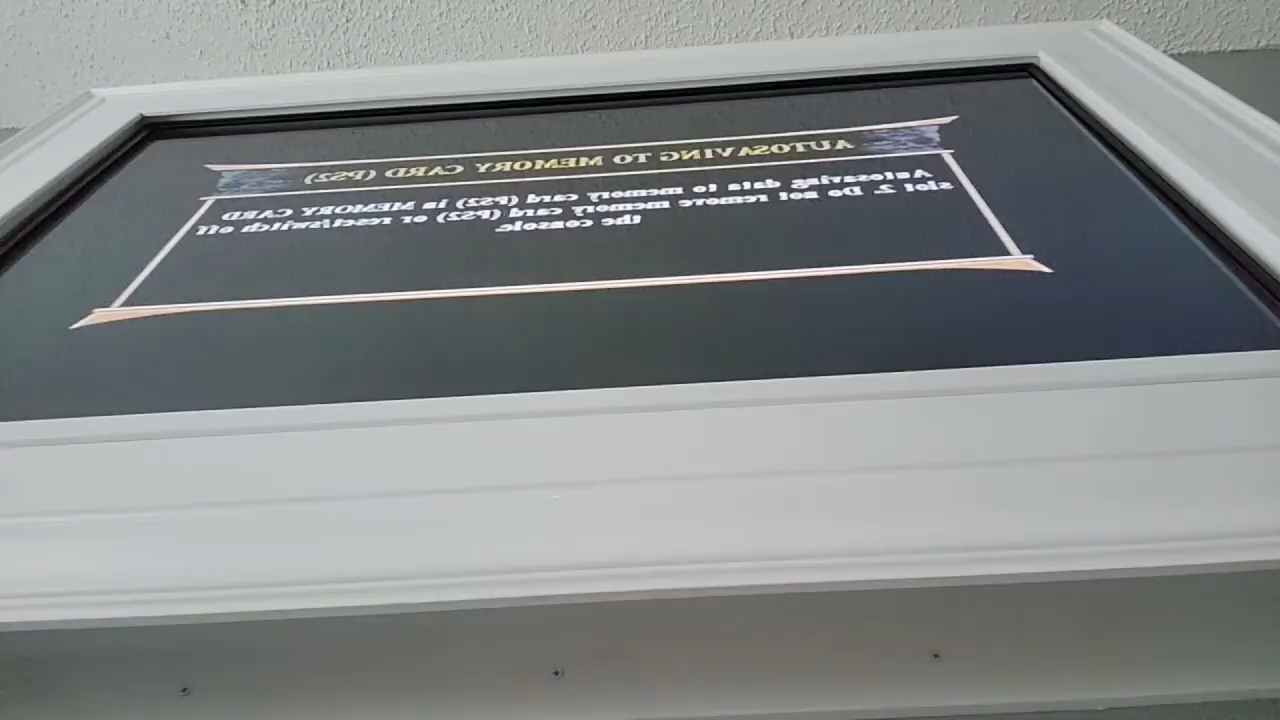 AUTOSAVING TO MEMORY CARD (PS2)
Autosaving data to memory card (PS2) in MEMORY CARD
slot 2. Do not remove memory card (PS2) or reset/switch off
the console.